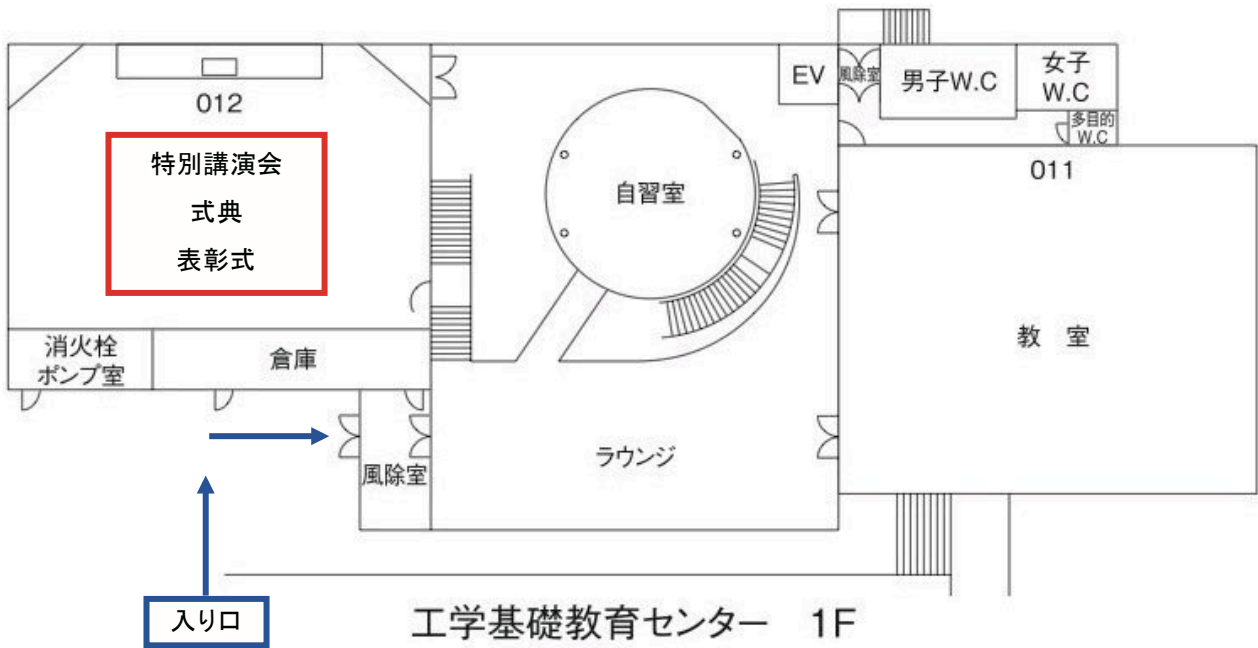 012
特別講演会
式典
表彰式
消火栓
ポンプ室
倉庫
風除室
入り口
自習室
ラウンジ
EV
風除室
男子W.C
女子
W.C
多目的
W.C
011
教 室
工学基礎教育センター 1F